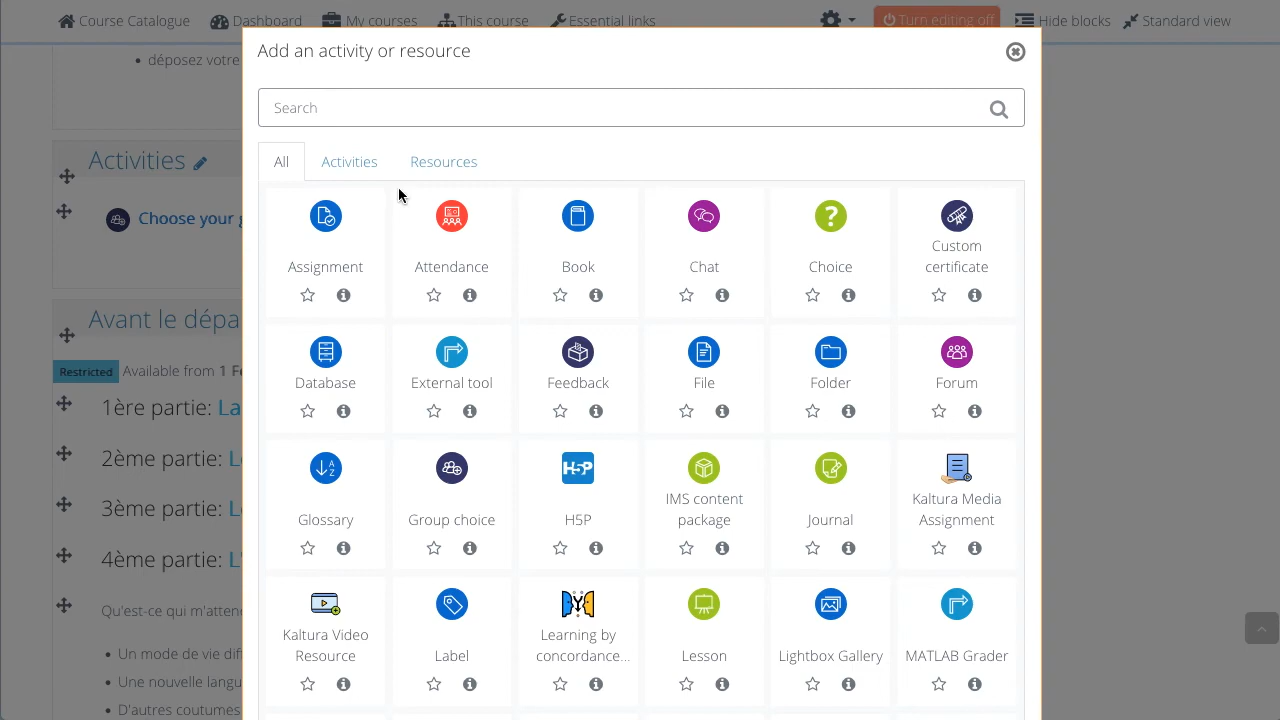 Course Catalogue Dashboard My courses This course Essential links Turn editing off Hide blocks Standard view
déposez votre
Add an activity or resource
Search
All Activities Resources
Activities
Choose your
Assignment Attendance Book Chat Choice Custom certificate
Avant le dépa
Restricted Available from 1
Database External tool Feedback File Folder Forum
1ère partie: La
2ème partie:
3ème partie:
4ème partie: L'
Glossary Group choice H5P IMS content package Journal Kaltura Media Assignment
Qu'est-ce qui m'atten
Un mode de vie
Une nouvelle
D'autres coutumes
Kaltura Video Resource Label Learning by concordance... Lesson Lightbox Gallery MATLAB Grader